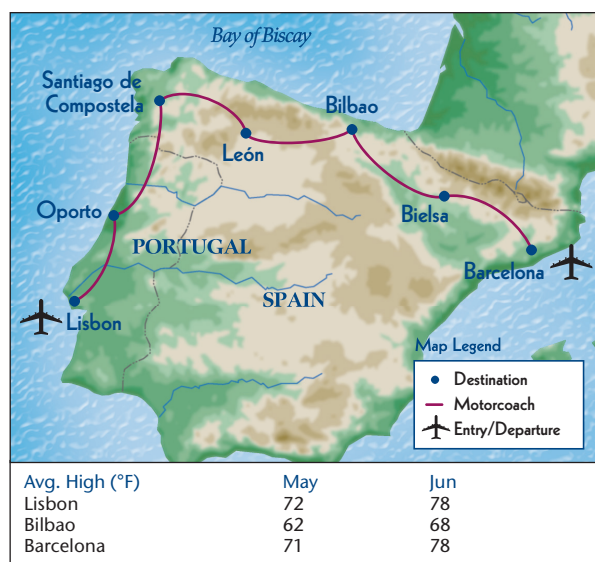 Bay of Biscay
Santiago de
Compostela
Bilbao
León
Oporto
Bielsa
PORTUGAL
Barcelona
SPAIN
Lisbon
Map Legend
Destination
Motorcoach
Entry/Departure
Avg. High (°F) May Jun
Lisbon 72 78
Bilbao 62 68
Barcelona 71 78